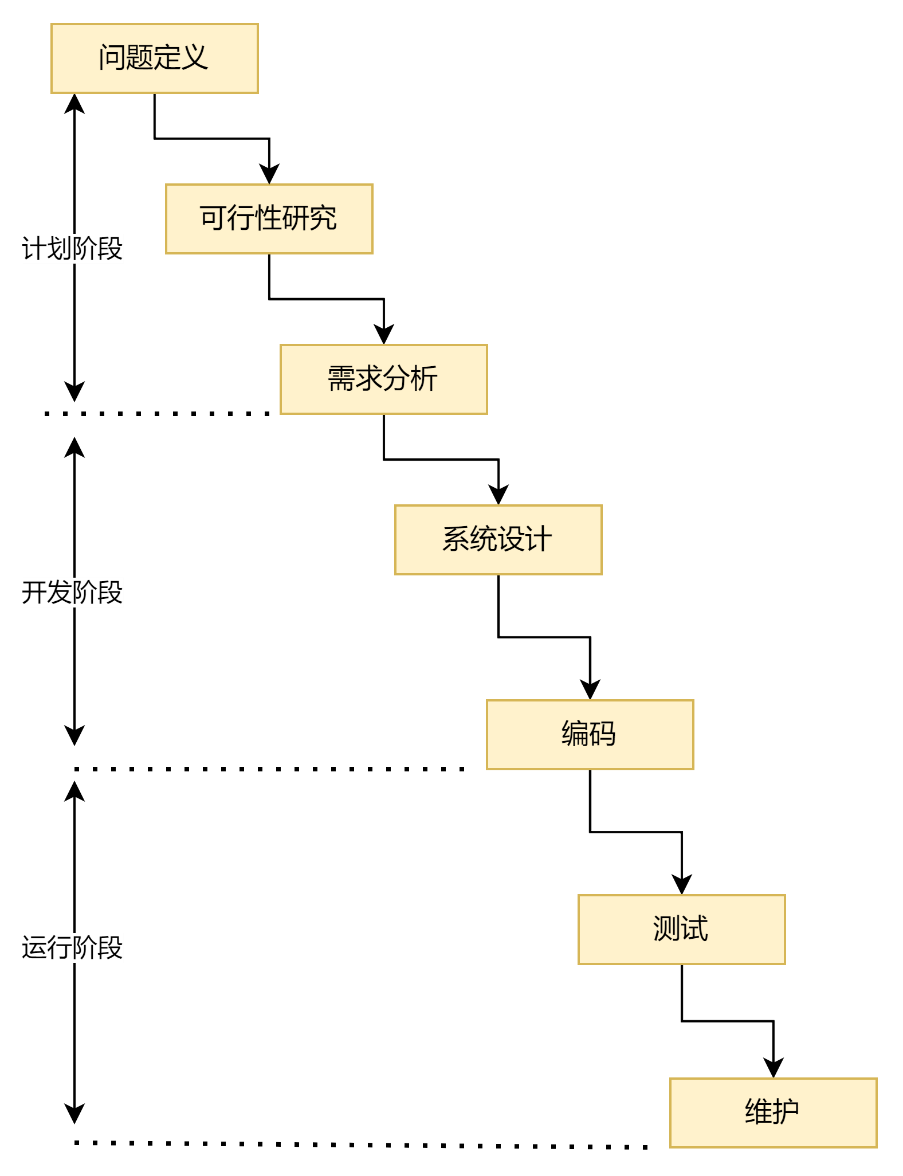 问题定义
可行性研究
计划阶段
需求分析
系统设计
开发阶段
编码
测试
运行阶段
维护